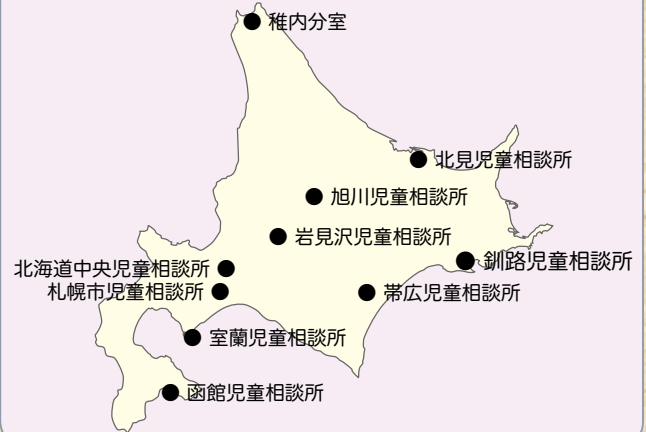 稚内分室
北見児童相談所
旭川児童相談所
岩見沢児童相談所
釧路児童相談所
北海道中央児童相談所
札幌市児童相談所
帯広児童相談所
室蘭児童相談所
函館児童相談所